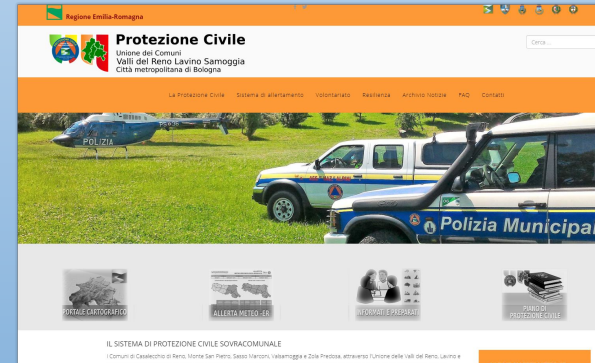 Regione Emilia-Romagna
Protezione Civile
Unione dei Comuni
Valli del Reno Lavino Samoggia
Città metropolitana di Bologna
Cerca ...
La Protezione Civile Sistema di allertamento Volontariato Resilienza Archivio Notizie FAQ Contatti
POLIZIA
PS 636
Polizia Municipa
PORTALE CARTOGRAFICO
ALLERTA METEO -ER
INFORMATI E PREPARATI
PIANO DI
PROTEZIONE CIVILE
IL SISTEMA DI PROTEZIONE CIVILE SOVRACOMUNALE
I Comuni di Casalecchio di Reno, Monte San Pietro, Sasso Marconi, Valsamoggia e Zola Predosa, attraverso l'Unione delle Valli del Reno, Lavino e